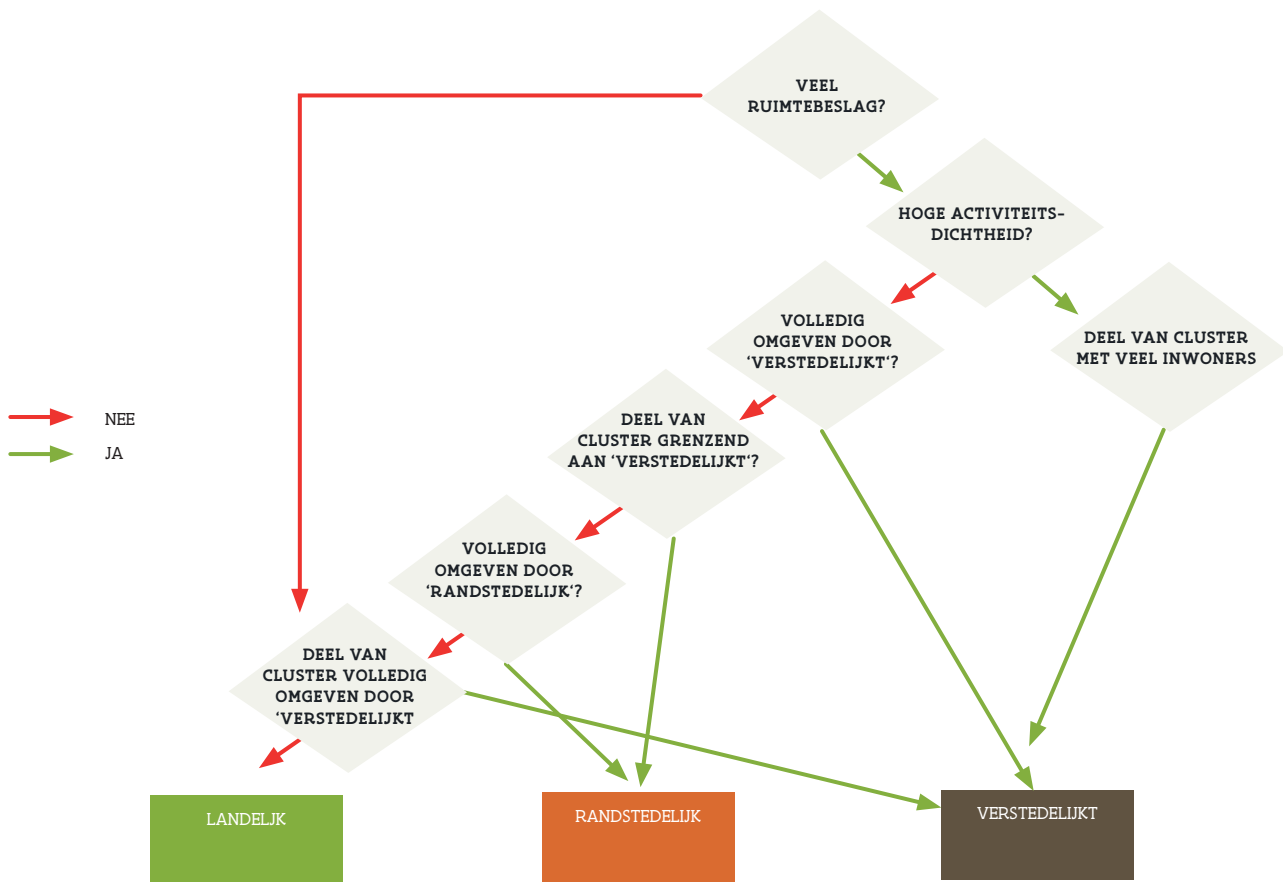 VEEL
RUIMTEBESLAG?
HOGE ACTIVITEITS-
DICHTHEID?
VOLLEDIG
OMGEVEN DOOR
‘VERSTEDELIJKT‘?
DEEL VAN CLUSTER
MET VEEL INWONERS
DEEL VAN
CLUSTER GRENZEND
AAN ‘VERSTEDELIJKT‘?
NEE
JA
VOLLEDIG
OMGEVEN DOOR
‘RANDSTEDELIJK‘?
DEEL VAN
CLUSTER VOLLEDIG
OMGEVEN DOOR
‘VERSTEDELIJKT
LANDELJK
RANDSTEDELIJK
VERSTEDELIJKT